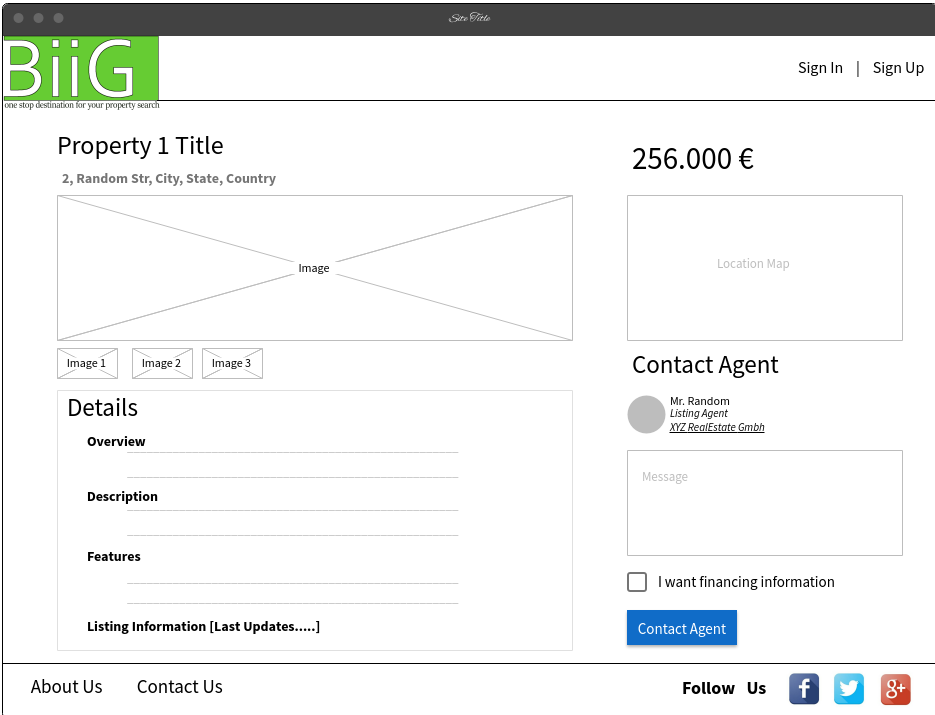 Site Title
BiiG
one stop destination for your property search
Sign In | Sign Up
Property 1 Title
2, Random Str, City, State, Country
Image
Image 1 Image 2 Image 3
Details
Overview
Description
Features
Listing Information [Last Updates.....]
256.000 €
Location Map
Contact Agent
Mr. Random
Listing Agent
XYZ RealEstate Gmbh
Message
I want financing information
Contact Agent
About Us Contact Us
Follow Us
f
g+